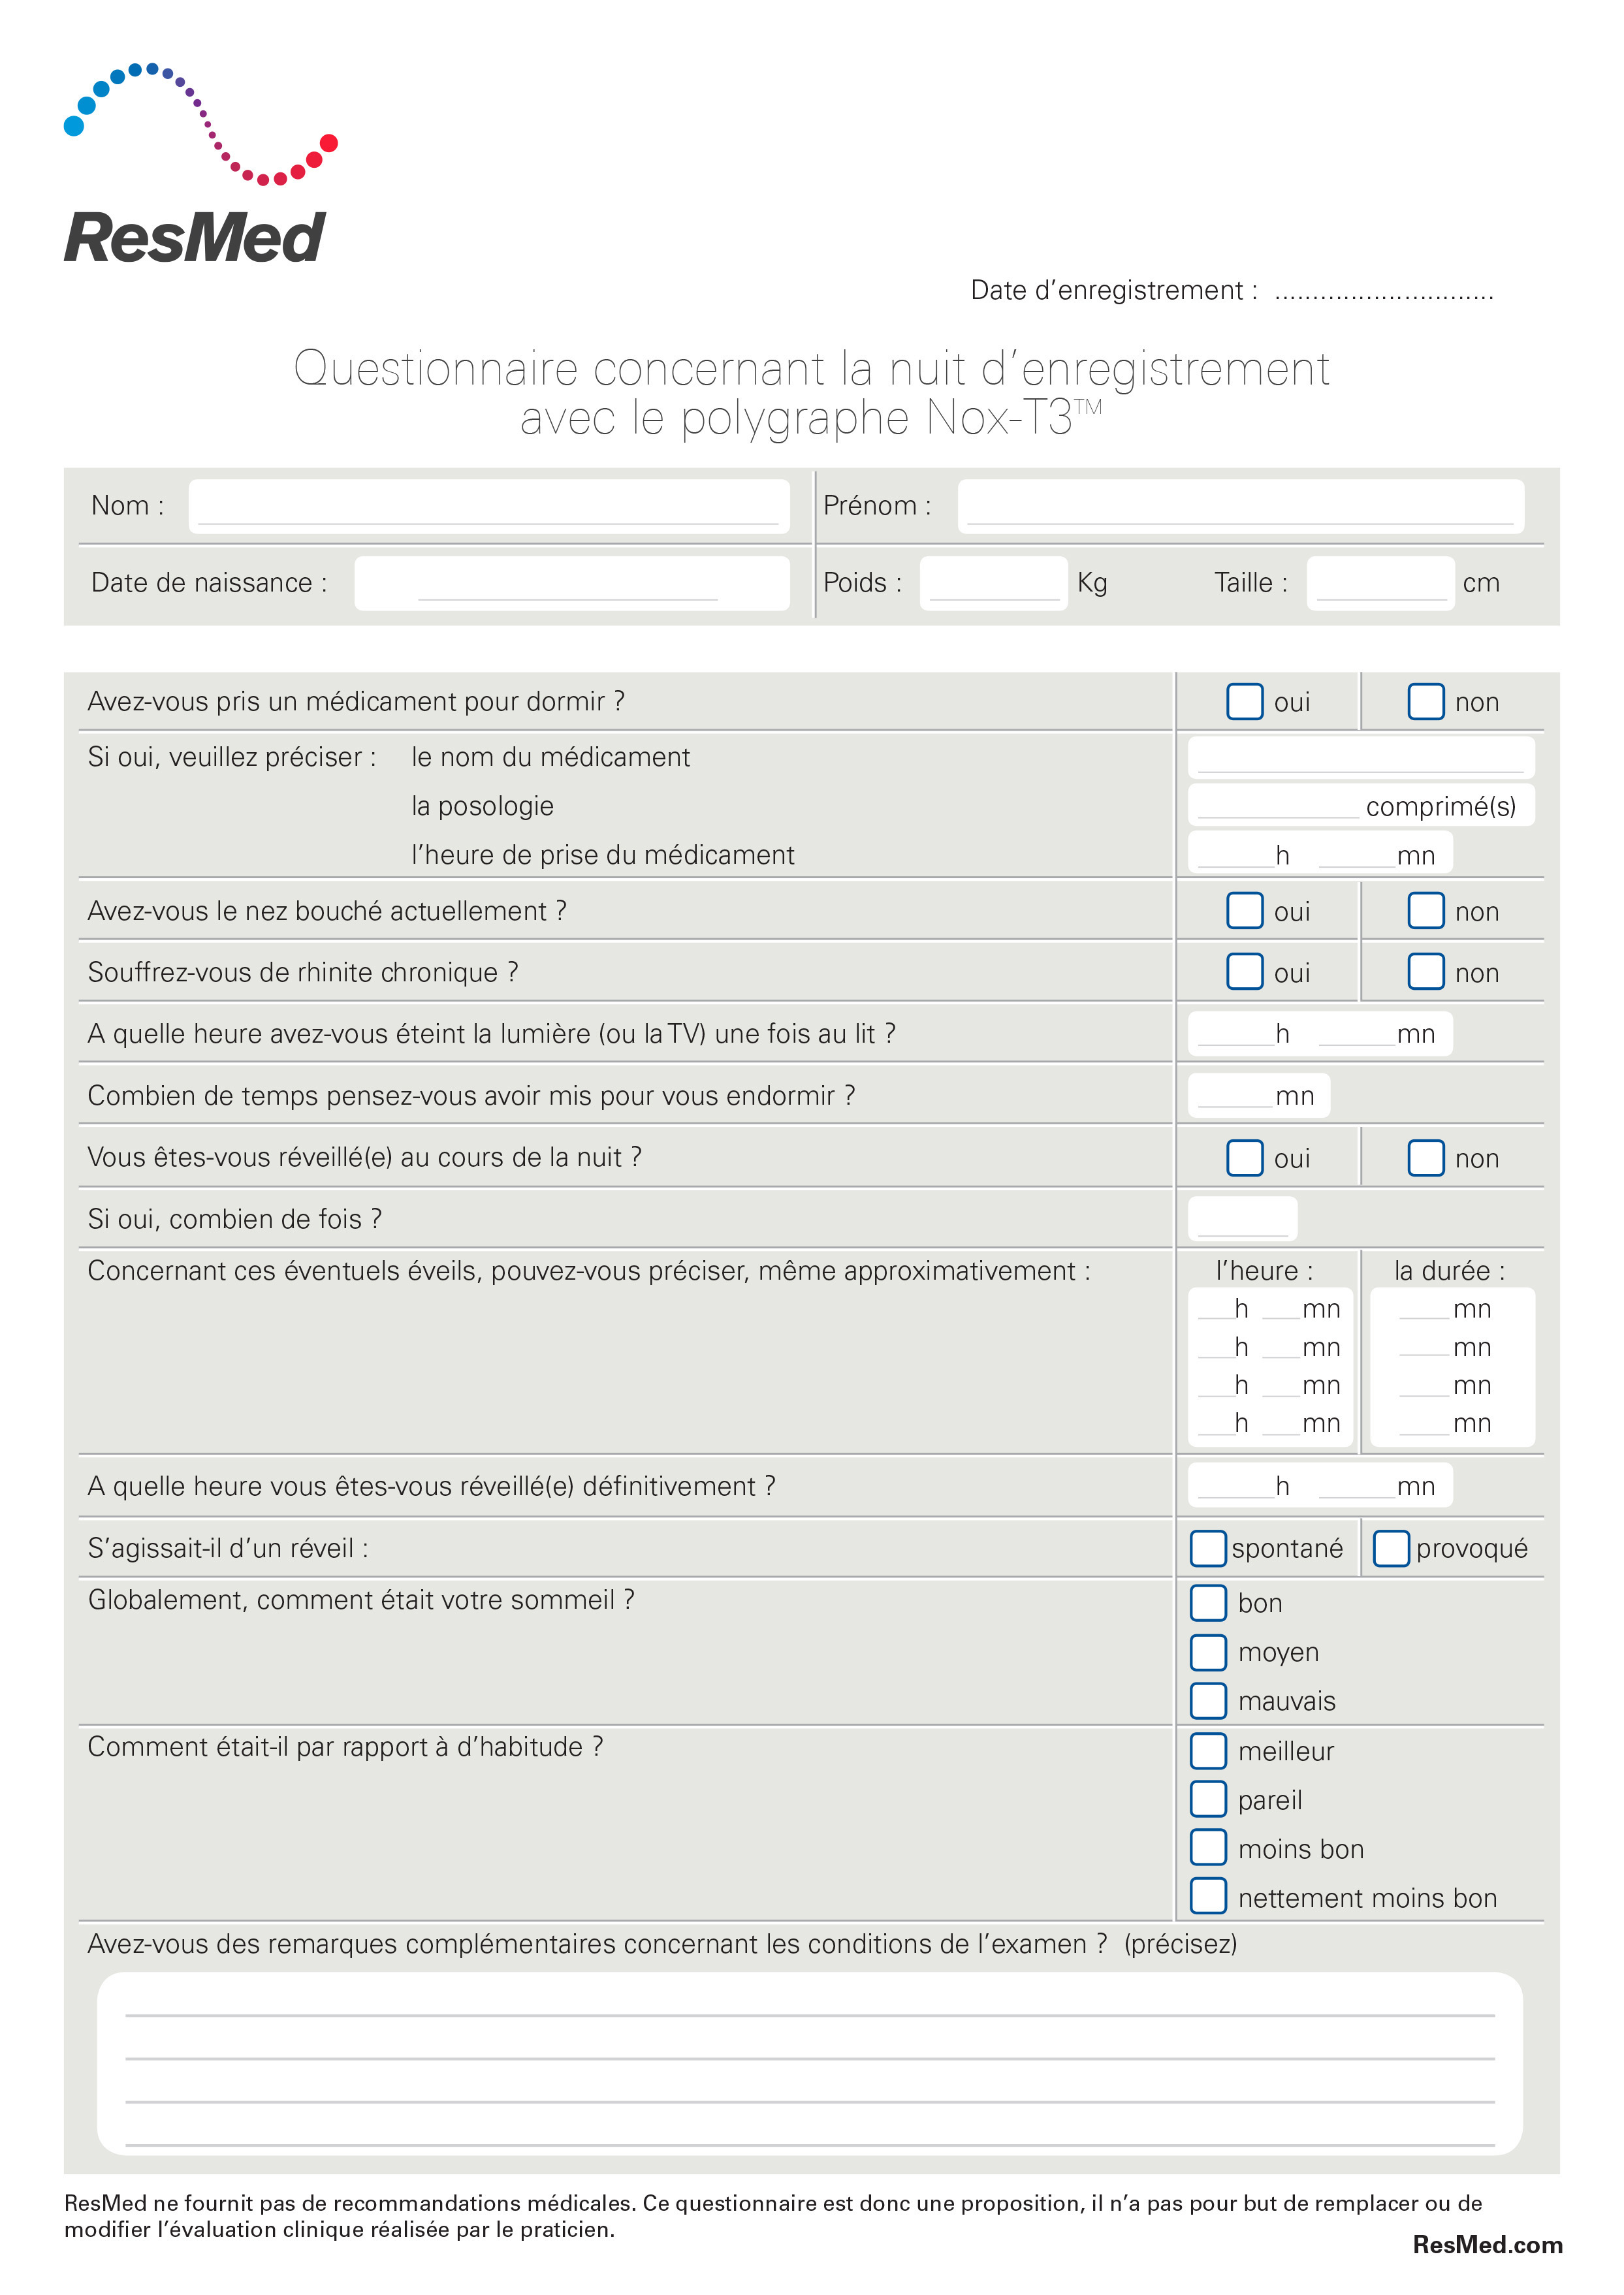 ResMed
Date d’enregistrement : .............................
Questionnaire concernant la nuit d’enregistrement
avec le polygraphe Nox-T3™
Nom : Prénom :
Date de naissance : Poids : Kg Taille : cm
Avez-vous pris un médicament pour dormir ? oui non
Si oui, veuillez préciser : le nom du médicament
la posologie comprimé(s)
l’heure de prise du médicament h mn
Avez-vous le nez bouché actuellement ? oui non
Souffrez-vous de rhinite chronique ? oui non
A quelle heure avez-vous éteint la lumière (ou la TV) une fois au lit ? h mn
Combien de temps pensez-vous avoir mis pour vous endormir ? mn
Vous êtes-vous réveillé(e) au cours de la nuit ? oui non
Si oui, combien de fois ?
Concernant ces éventuels éveils, pouvez-vous préciser, même approximativement : l’heure : la durée :
h mn mn
h mn mn
h mn mn
h mn mn
A quelle heure vous êtes-vous réveillé(e) définitivement ? h mn
S’agissait-il d’un réveil : spontané provoqué
Globalement, comment était votre sommeil ? bon
moyen
mauvais
Comment était-il par rapport à d’habitude ? meilleur
pareil
moins bon
nettement moins bon
Avez-vous des remarques complémentaires concernant les conditions de l’examen ? (précisez)
ResMed ne fournit pas de recommandations médicales. Ce questionnaire est donc une proposition, il n’a pas pour but de remplacer ou de
modifier l’évaluation clinique réalisée par le praticien.
ResMed.com